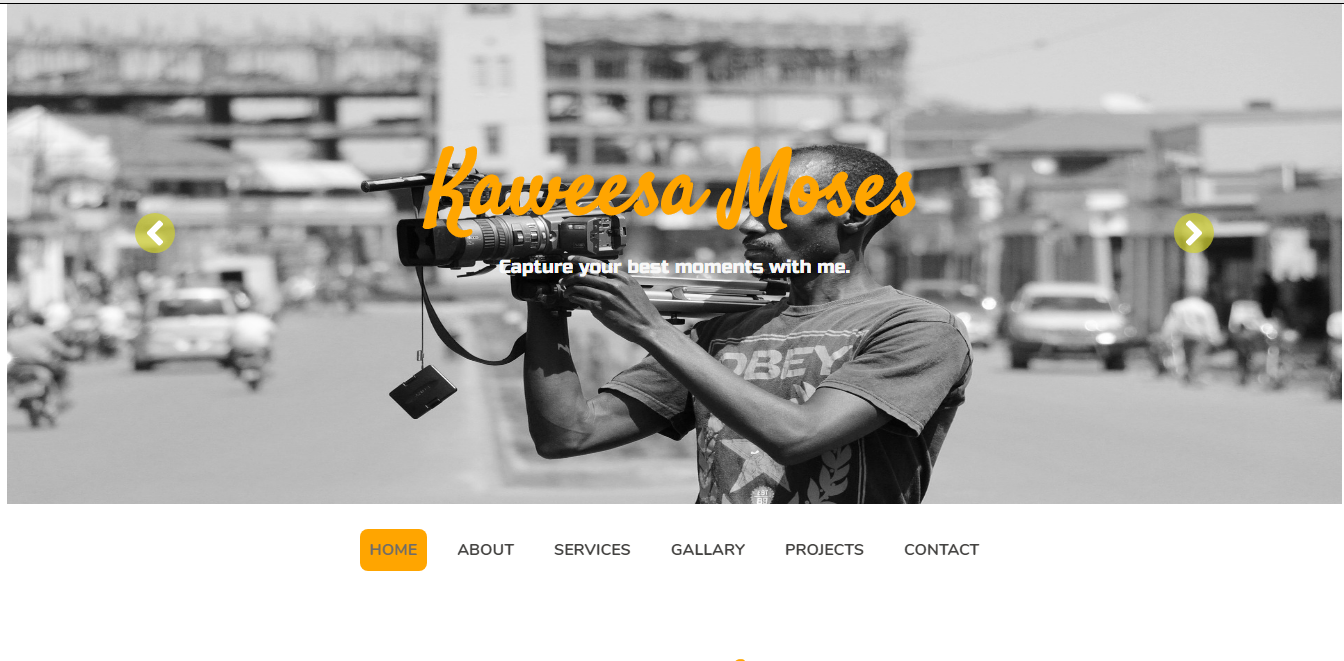 Kaweesa Moses
Capture your best moments with me.
OBEY
HOME ABOUT SERVICES GALLARY PROJECTS CONTACT